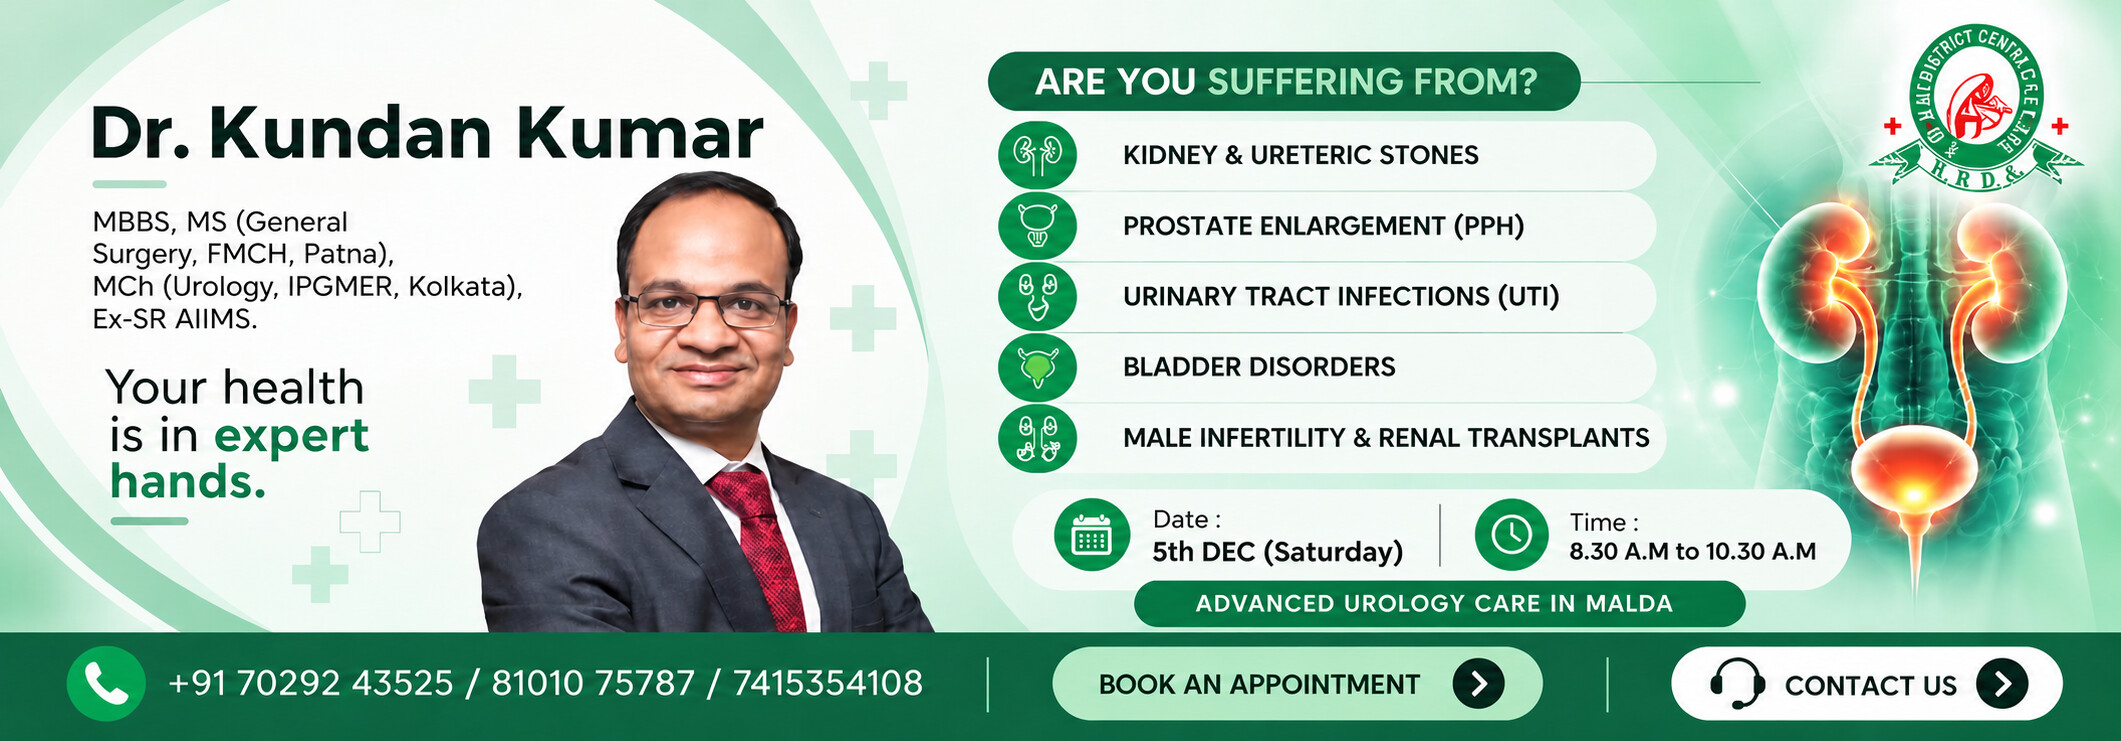 Dr. Kundan Kumar
MBBS, MS (General
Surgery, FMCH, Patna),
MCh (Urology, IPGMER, Kolkata),
Ex-SR AIIMS.
Your health
is in expert
hands.
ARE YOU SUFFERING FROM?
KIDNEY & URETERIC STONES
PROSTATE ENLARGEMENT (PPH)
URINARY TRACT INFECTIONS (UTI)
BLADDER DISORDERS
MALE INFERTILITY & RENAL TRANSPLANTS
Date :
5th DEC (Saturday)
Time :
8.30 A.M to 10.30 A.M
ADVANCED UROLOGY CARE IN MALDA
DISTRICT
H. R. D. &
+91 70292 43525 / 81010 75787 / 7415354108
BOOK AN APPOINTMENT
CONTACT US